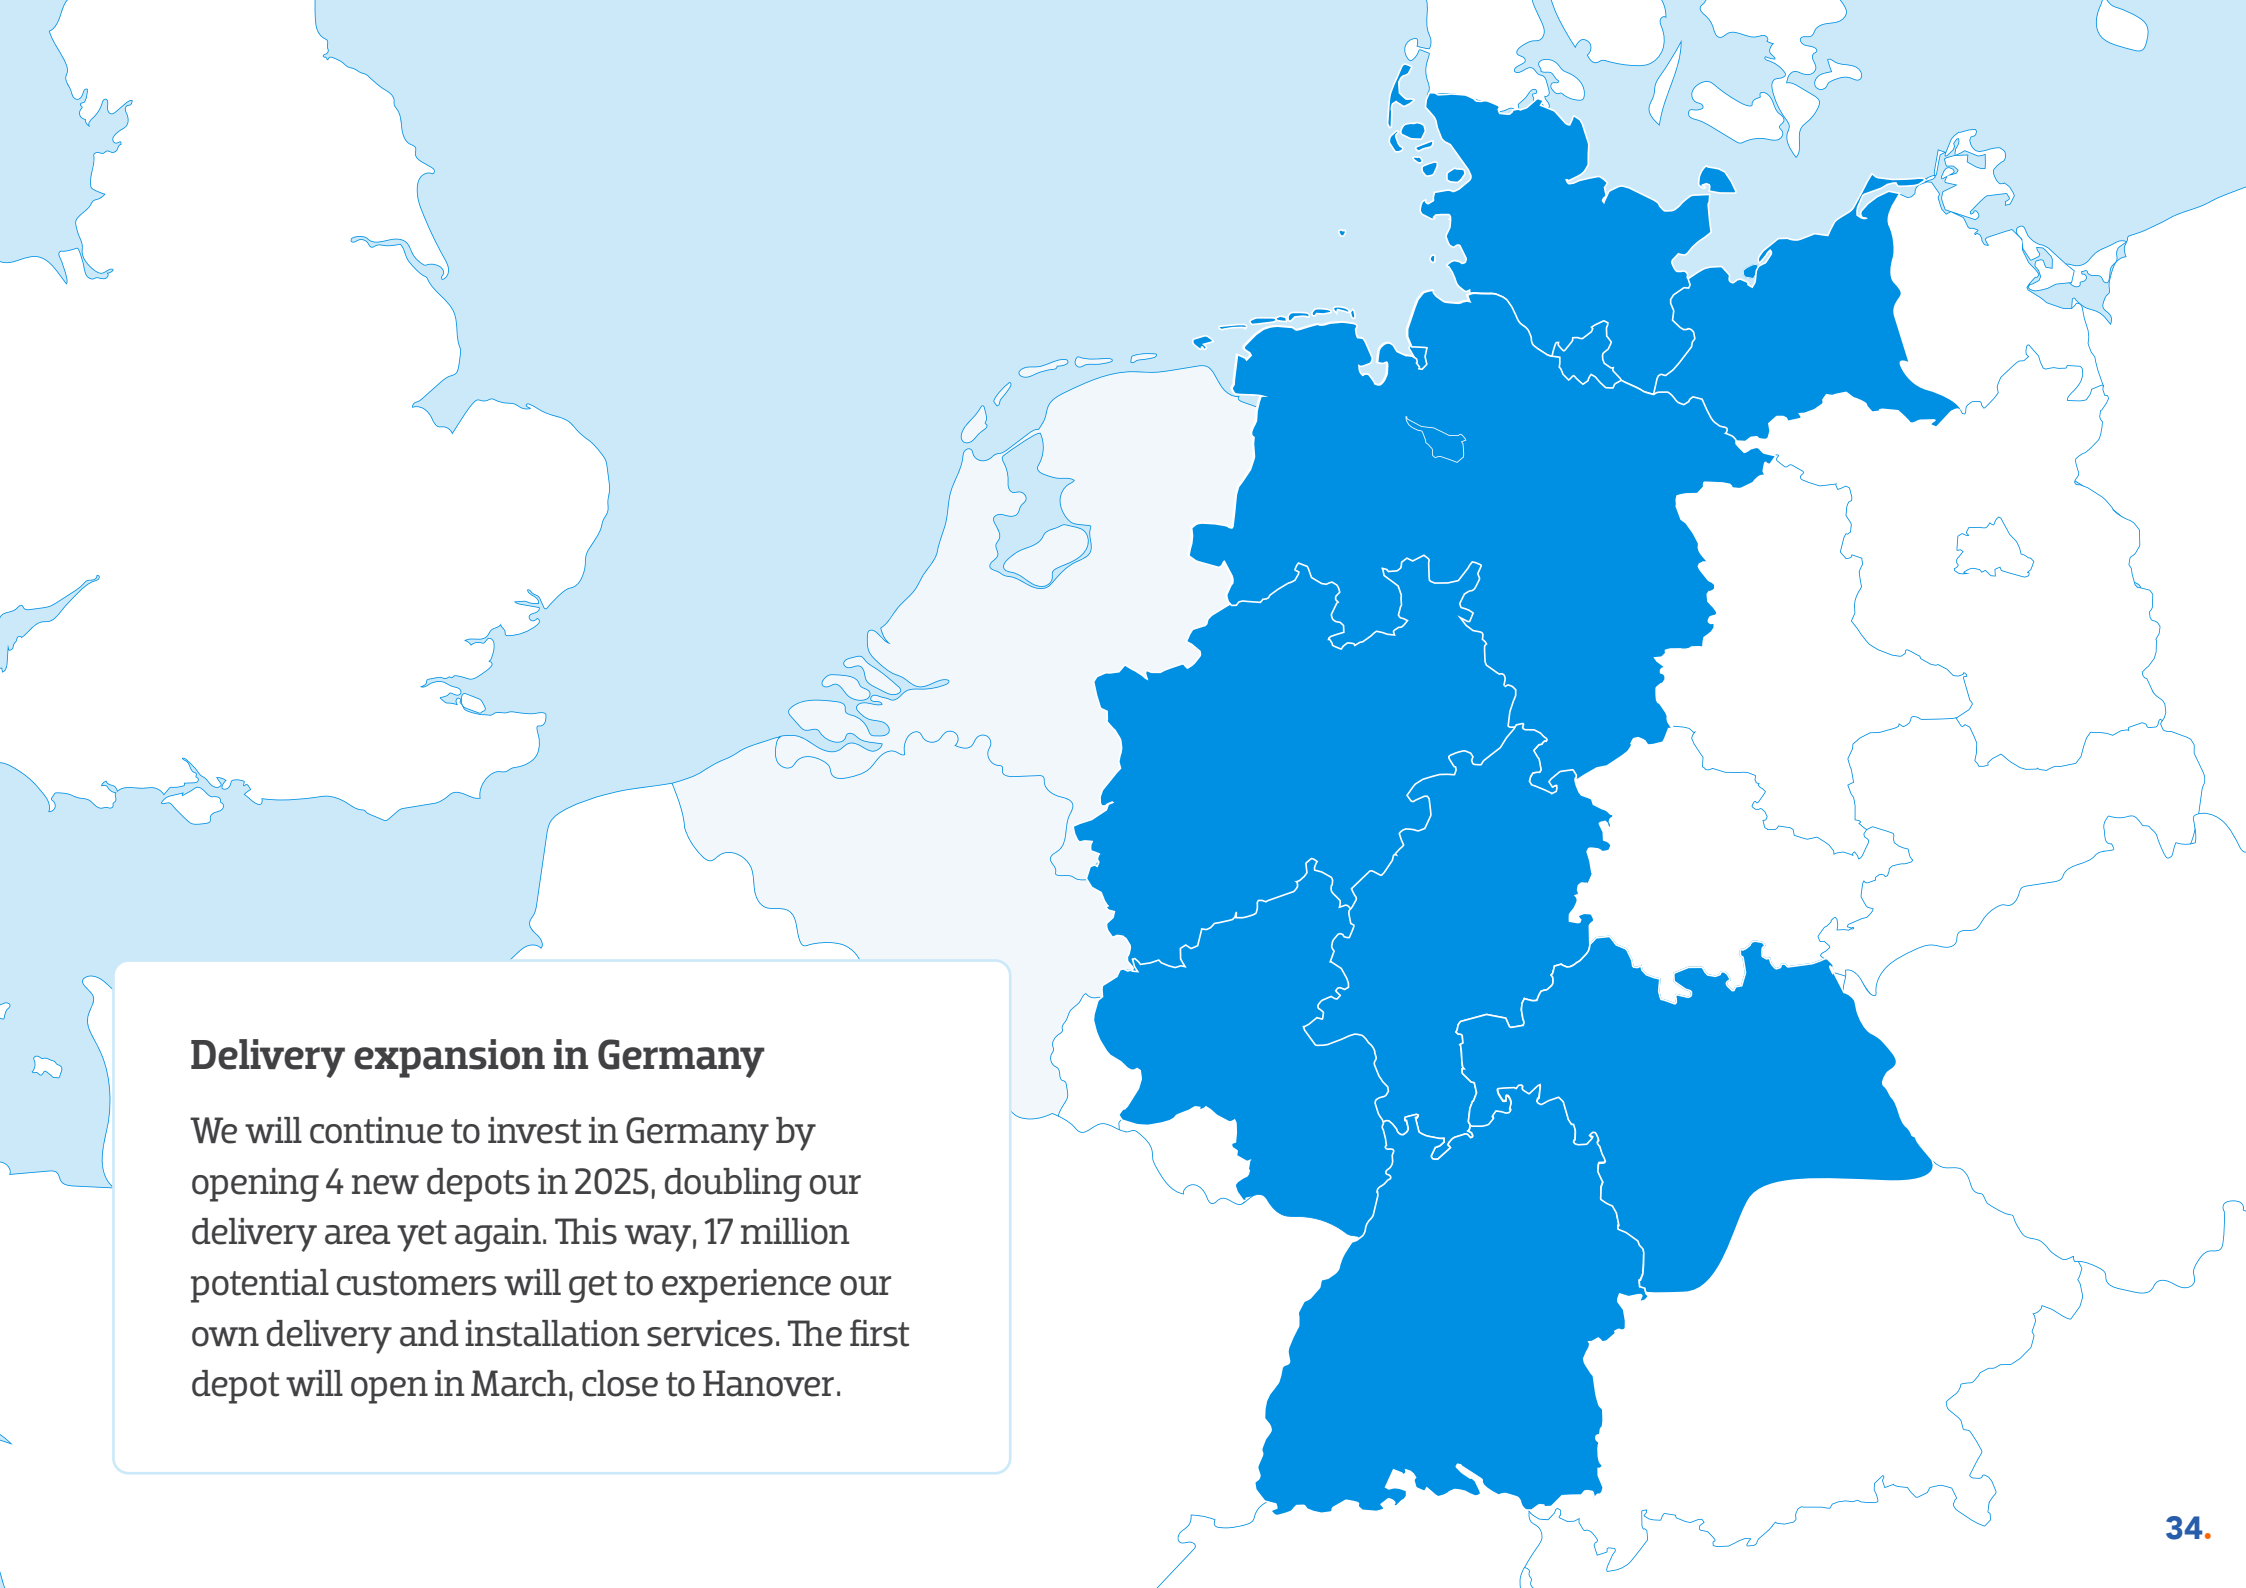 Delivery expansion in Germany
We will continue to invest in Germany by
opening 4 new depots in 2025, doubling our
delivery area yet again. This way, 17 million
potential customers will get to experience our
own delivery and installation services. The first
depot will open in March, close to Hanover.
34.